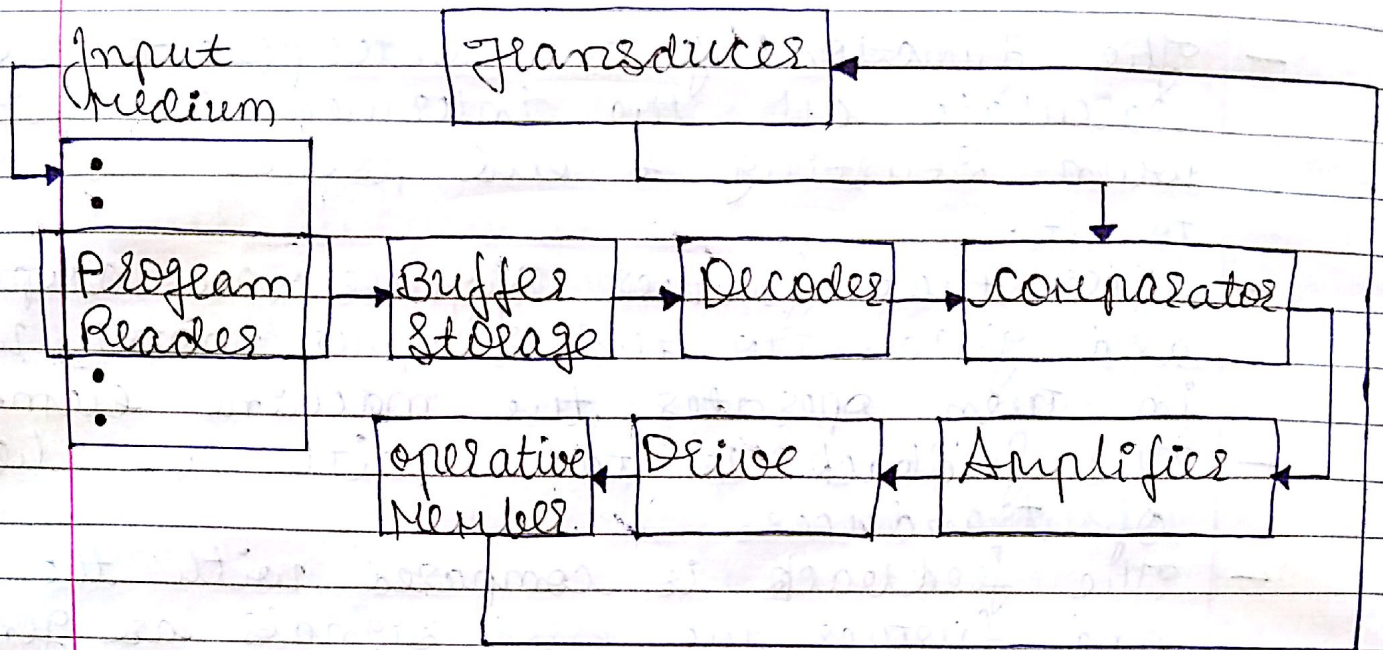 Input
Medium
Transducer
Program
Reader
Buffer
Storage
Decoder
Comparator
operative
Member
Drive
Amplifier